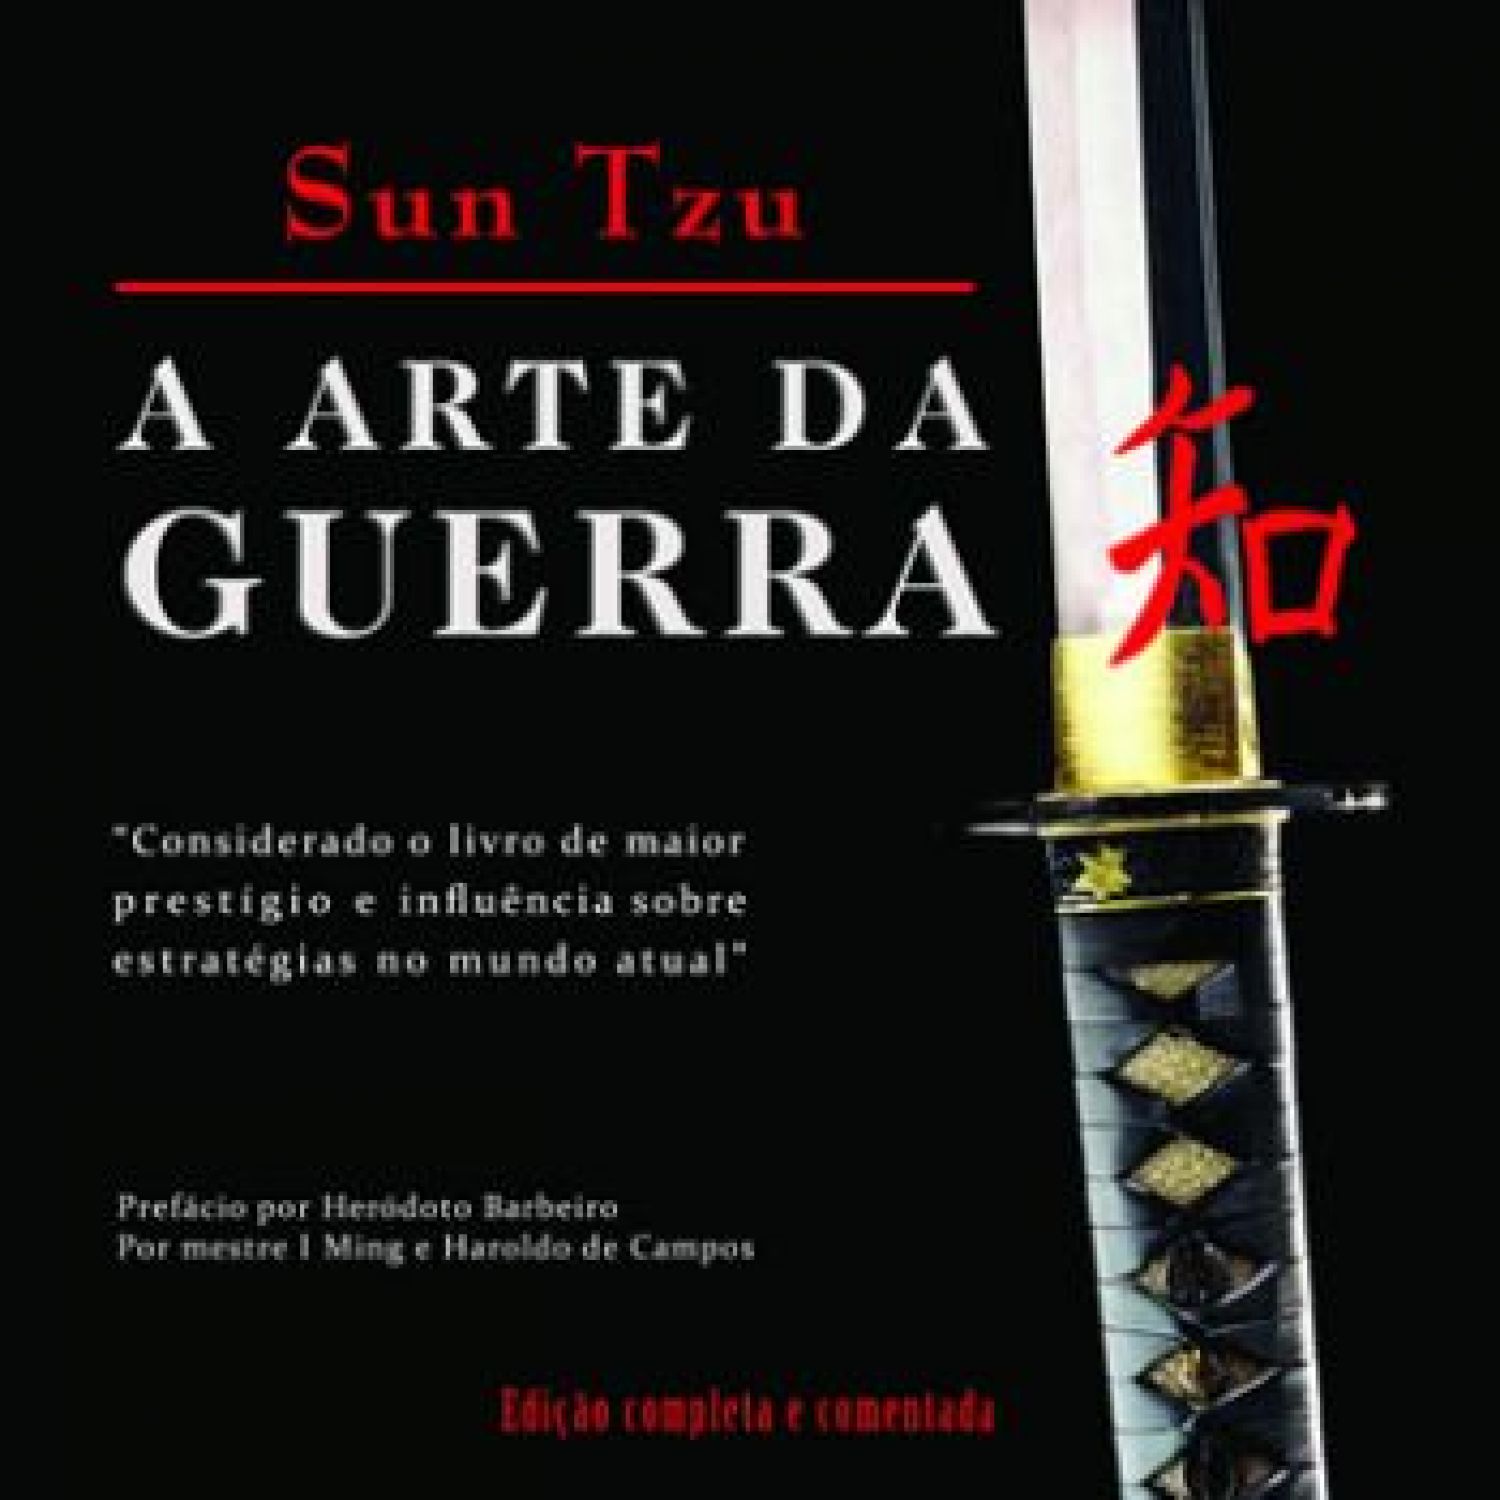 Sun Tzu
A ARTE DA
GUERRA
知
"Considerado o livro de maior
prestígio e influência sobre
estratégias no mundo atual"
Prefácio por Heródoto Barbeiro
Por mestre I Ming e Haroldo de Campos
Edição completa e comentada